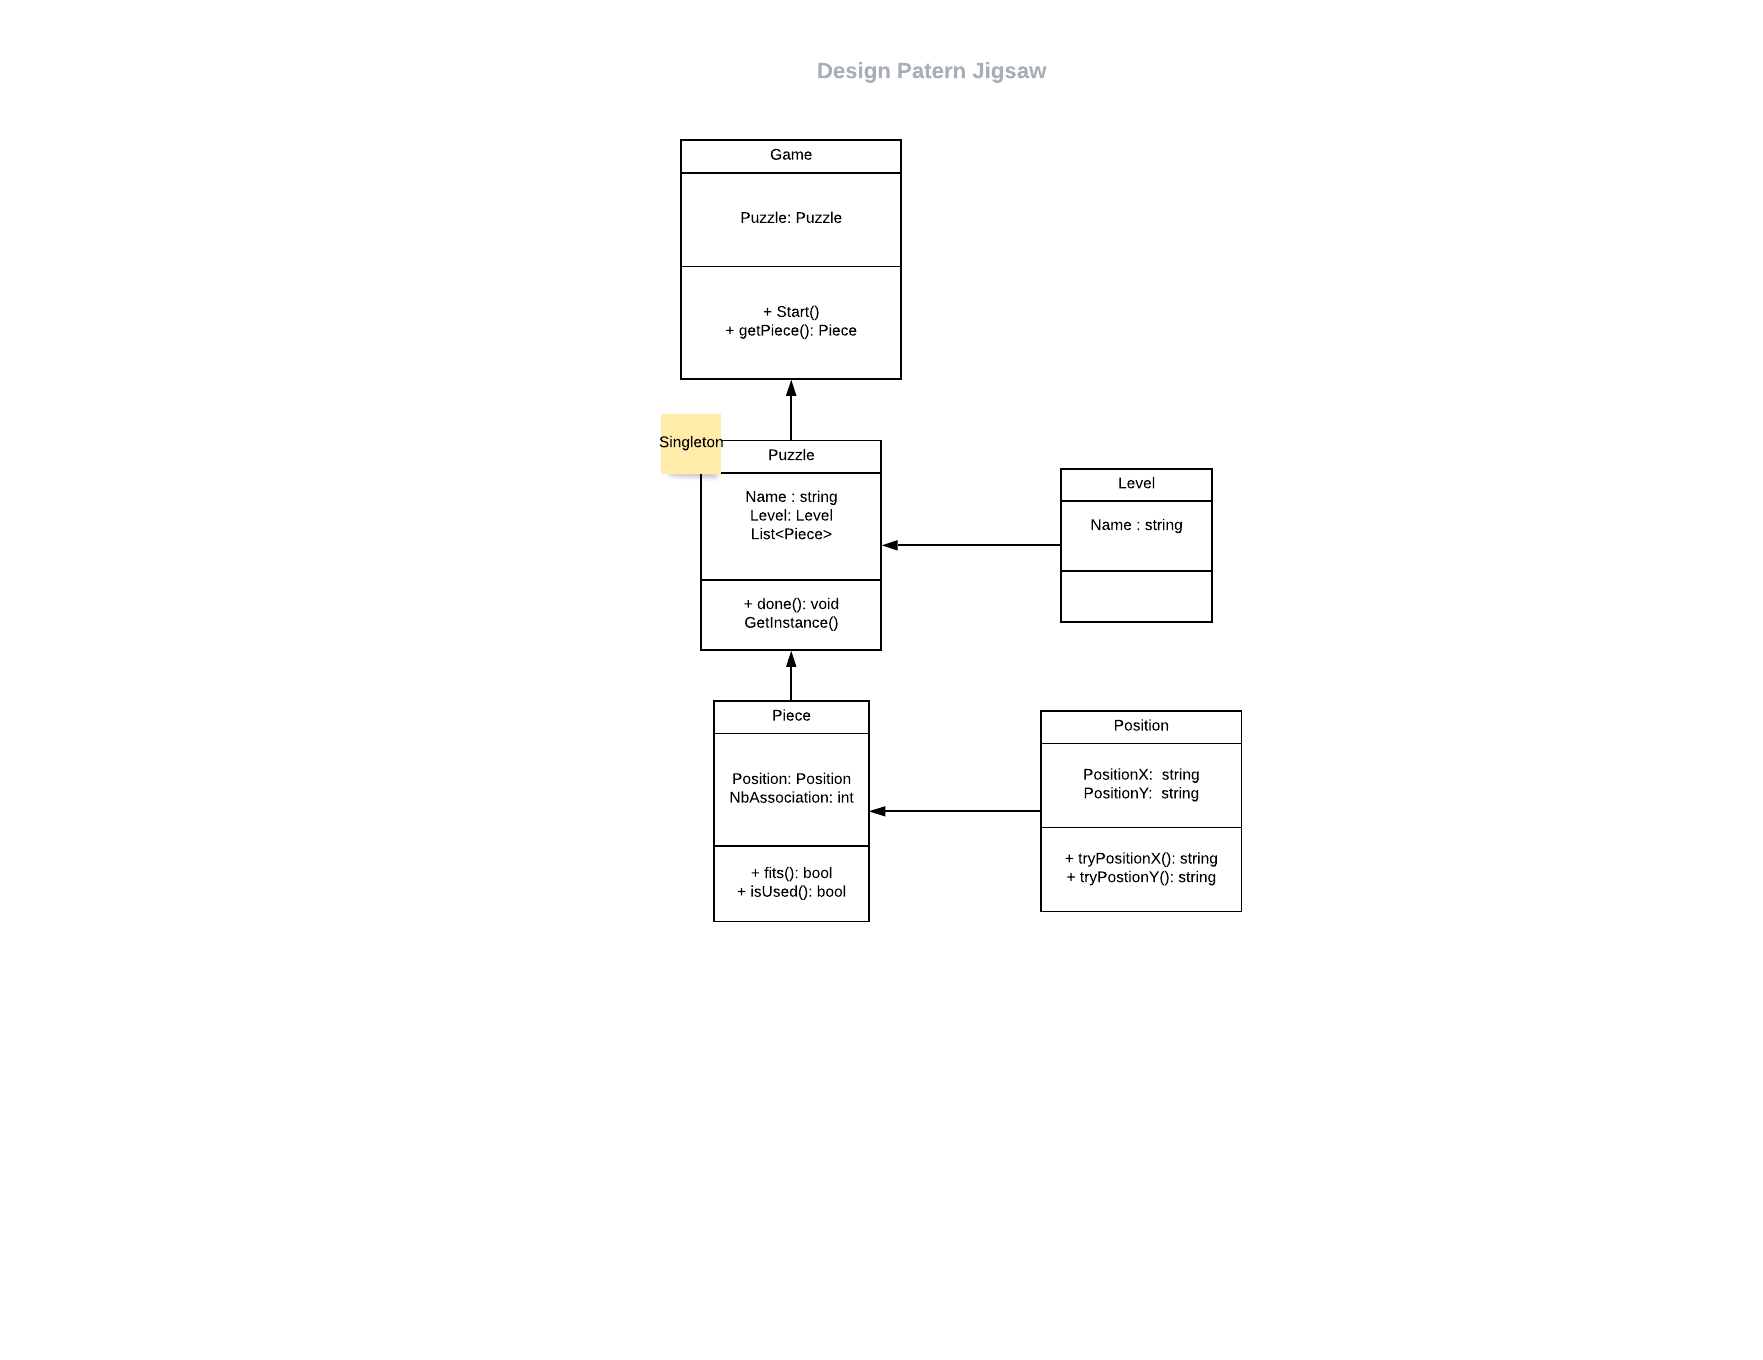 Design Patern Jigsaw
Game
Puzzle: Puzzle
+ Start()
+ getPiece(): Piece
Singleton
Puzzle
Name : string
Level: Level
List<Piece>
+ done(): void
GetInstance()
Level
Name : string
Piece
Position: Position
NbAssociation: int
+ fits(): bool
+ isUsed(): bool
Position
PositionX:  string
PositionY:  string
+ tryPositionX(): string
+ tryPostionY(): string